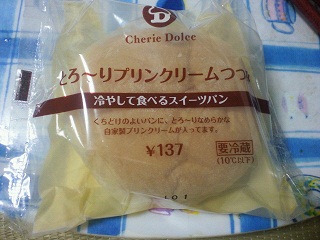 D
Cherie Dolce
とろ～りプリンクリームつつみ
冷やして食べるスイーツパン
くちどけのよいパンに、とろ～りなめらかな
自家製プリンクリームが入ってます。
¥137
要冷蔵
(10℃以下)